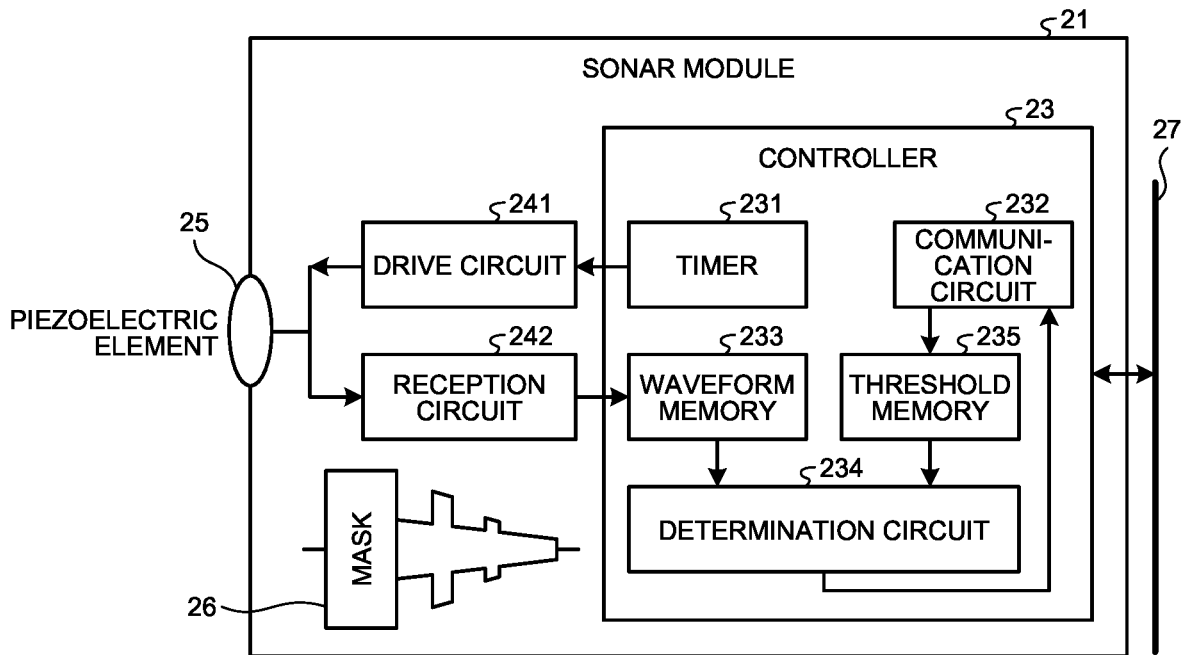 21
SONAR MODULE
23
27
CONTROLLER
25
241
231
232
DRIVE CIRCUIT
TIMER
COMMUNI-
CATION
CIRCUIT
PIEZOELECTRIC
ELEMENT
242
233
235
RECEPTION
CIRCUIT
WAVEFORM
MEMORY
THRESHOLD
MEMORY
234
DETERMINATION CIRCUIT
MASK
26